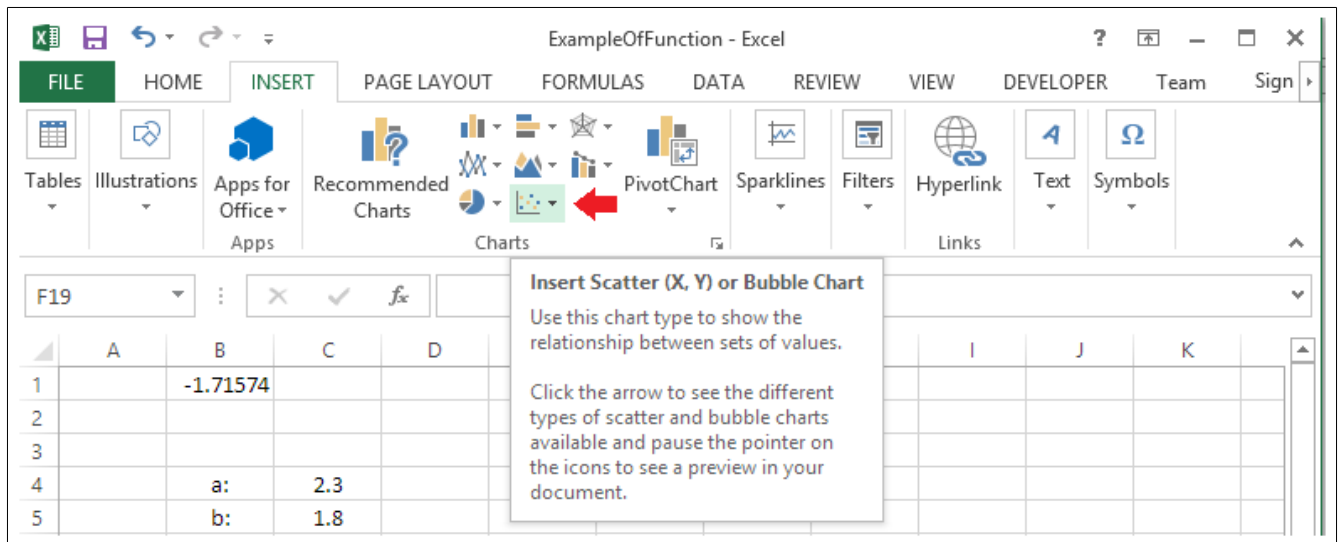 ExampleOfFunction - Excel
FILE HOME INSERT PAGE LAYOUT FORMULAS DATA REVIEW VIEW DEVELOPER Team Sign
Tables Illustrations Apps for Office Recommended Charts PivotChart Sparklines Filters Hyperlink Text Symbols
Apps Charts Links
F19 fx
Insert Scatter (X, Y) or Bubble Chart
Use this chart type to show the
relationship between sets of values.
Click the arrow to see the different
types of scatter and bubble charts
available and pause the pointer on
the icons to see a preview in your
document.
A B C D I J K
1 -1.71574
2
3
4 a: 2.3
5 b: 1.8